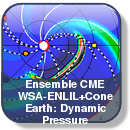 Ensemble CME
WSA-ENLIL+Cone
Earth: Dynamic
Pressure